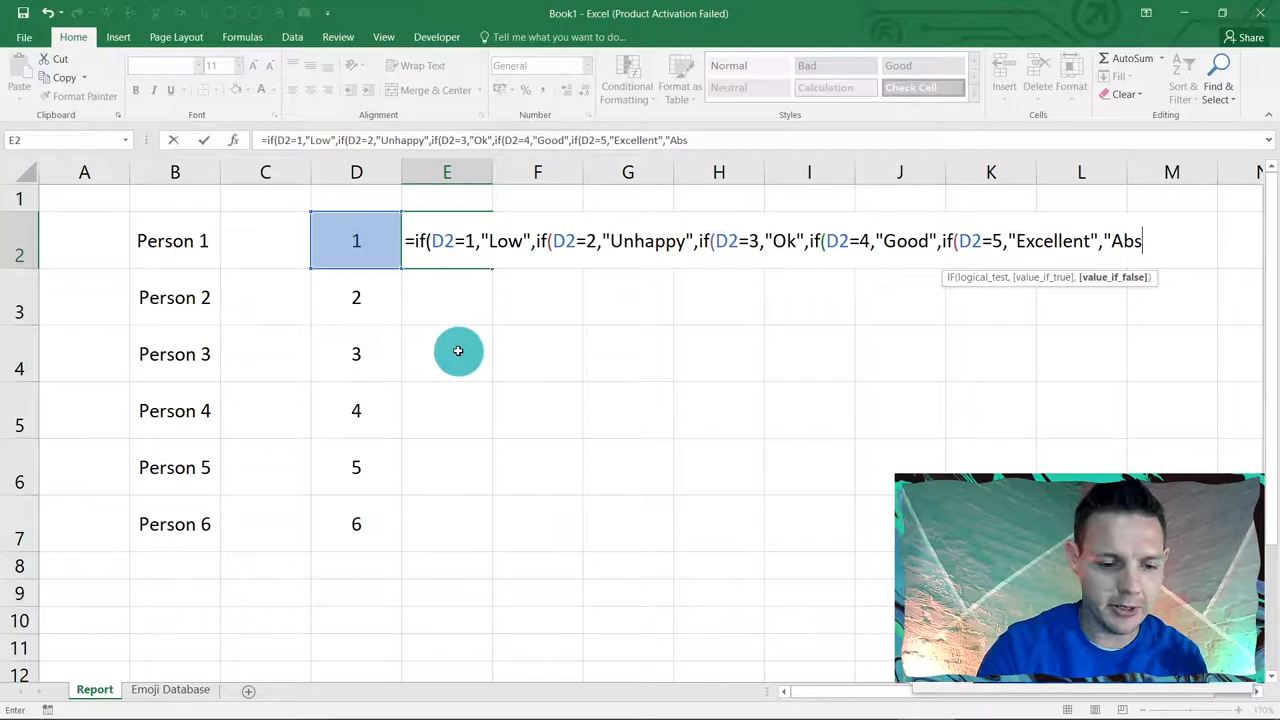 Book1 - Excel (Product Activation Failed)
File Home Insert Page Layout Formulas Data Review View Developer Tell me what you want to do... Share
Paste
Cut
Copy
Format Painter
Clipboard
11 A A
B I U A
Font
Wrap Text
Merge & Center
Alignment
General
%
Number
Conditional Formatting
Format as Table
Normal Bad Good
Neutral Calculation Check Cell
Styles
Insert Delete Format
Cells
AutoSum
Fill
Clear
Sort & Filter
Find & Select
Editing
E2 fx =if(D2=1,"Low",if(D2=2,"Unhappy",if(D2=3,"Ok",if(D2=4,"Good",if(D2=5,"Excellent","Abs
A B C D E F G H I J K L M N
1
2 Person 1 1 =if(D2=1,"Low",if(D2=2,"Unhappy",if(D2=3,"Ok",if(D2=4,"Good",if(D2=5,"Excellent","Abs
IF(logical_test, [value_if_true], [value_if_false])
3 Person 2 2
4 Person 3 3
5 Person 4 4
6 Person 5 5
7 Person 6 6
8
9
10
11
12
Report Emoji Database
Enter 170%